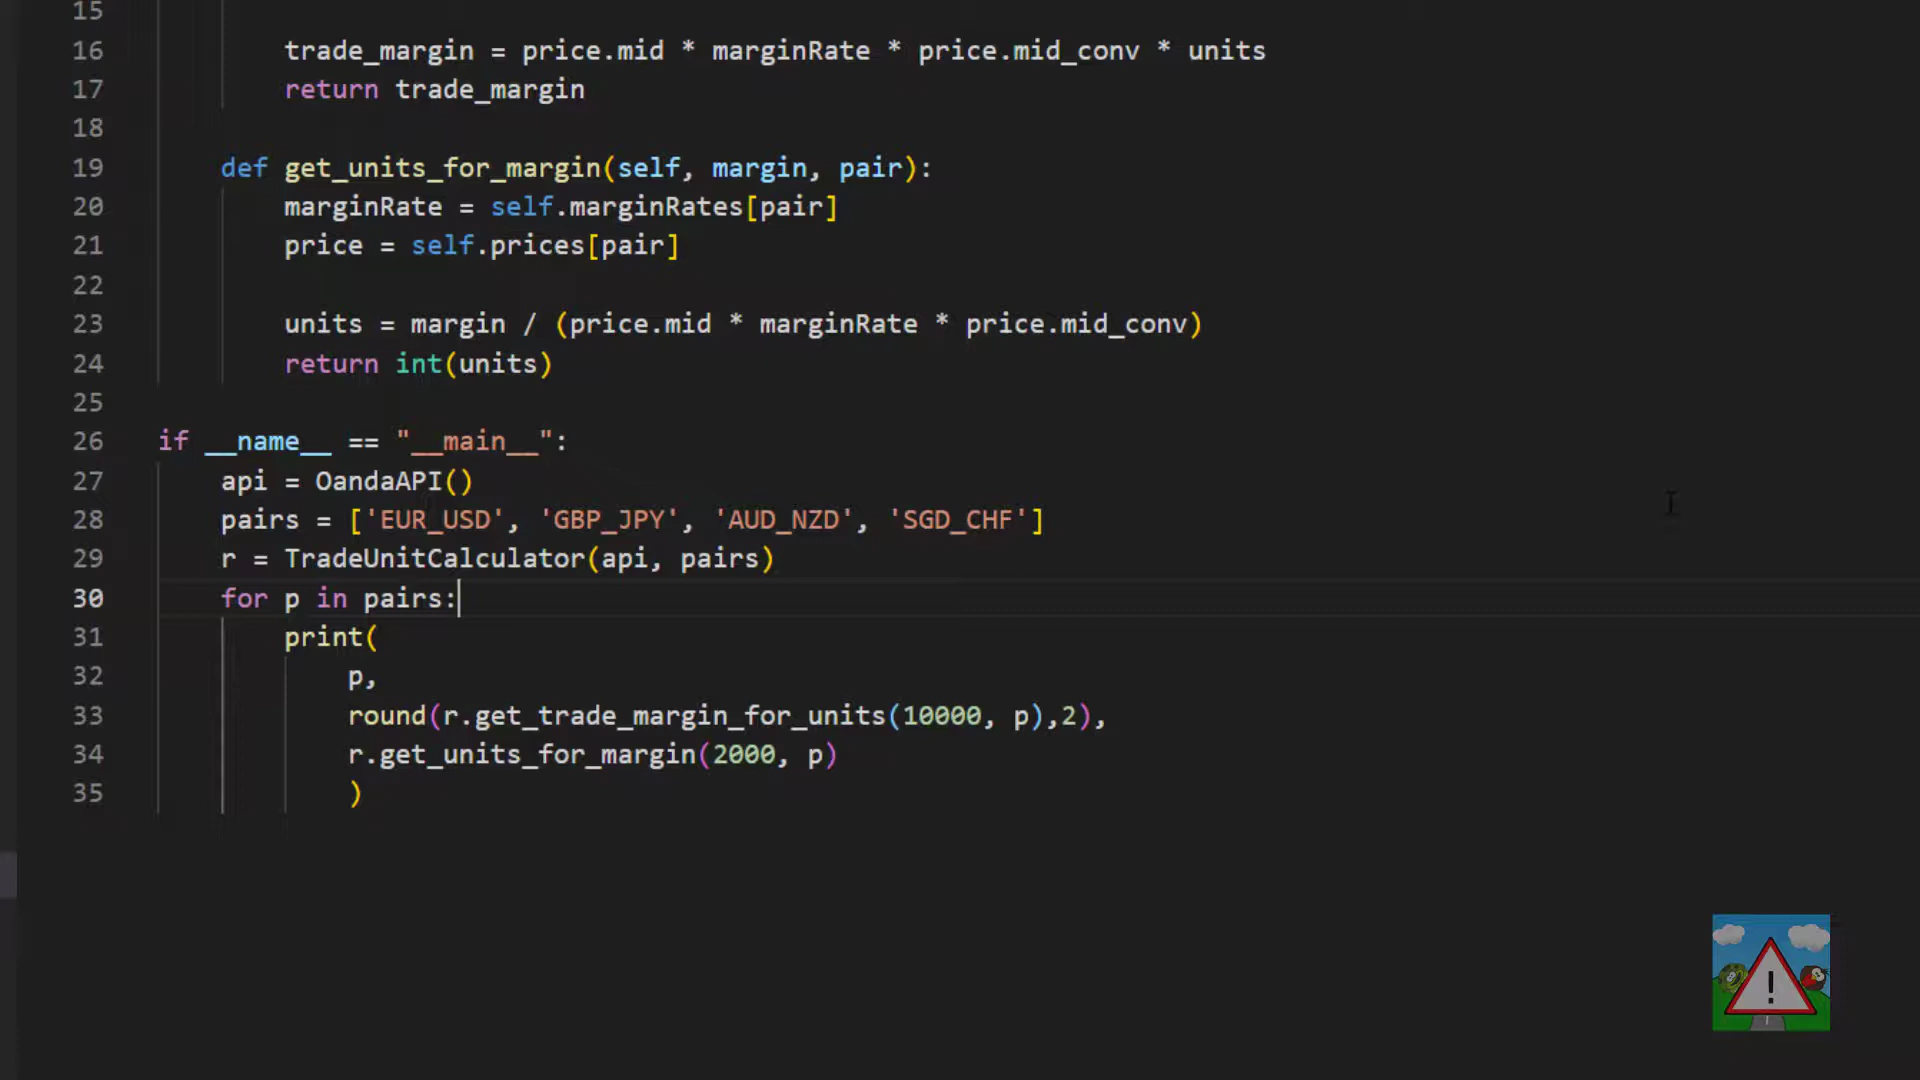 15
16 trade_margin = price.mid * marginRate * price.mid_conv * units
17 return trade_margin
18
19 def get_units_for_margin(self, margin, pair):
20 marginRate = self.marginRates[pair]
21 price = self.prices[pair]
22
23 units = margin / (price.mid * marginRate * price.mid_conv)
24 return int(units)
25
26 if __name__ == "__main__":
27 api = OandaAPI()
28 pairs = ['EUR_USD', 'GBP_JPY', 'AUD_NZD', 'SGD_CHF']
29 r = TradeUnitCalculator(api, pairs)
30 for p in pairs:
31 print(
32 p,
33 round(r.get_trade_margin_for_units(10000, p),2),
34 r.get_units_for_margin(2000, p)
35 )
!